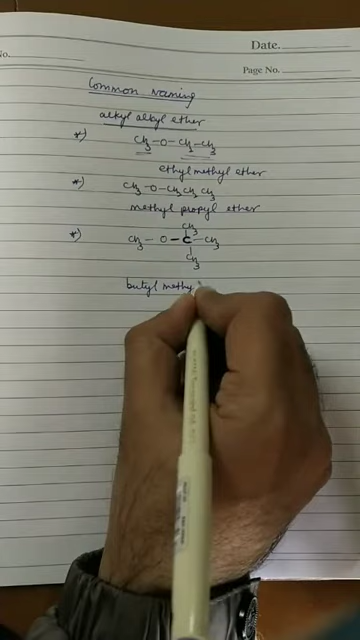 No.
Date.
Page No.
Common Naming
alkyl alkyl ether
*) CH3-O-CH2-CH3
ethyl methyl ether
*) CH3-O-CH2CH2CH3
methyl propyl ether
CH3
*) CH3-O-C-CH3
CH3
butyl methy